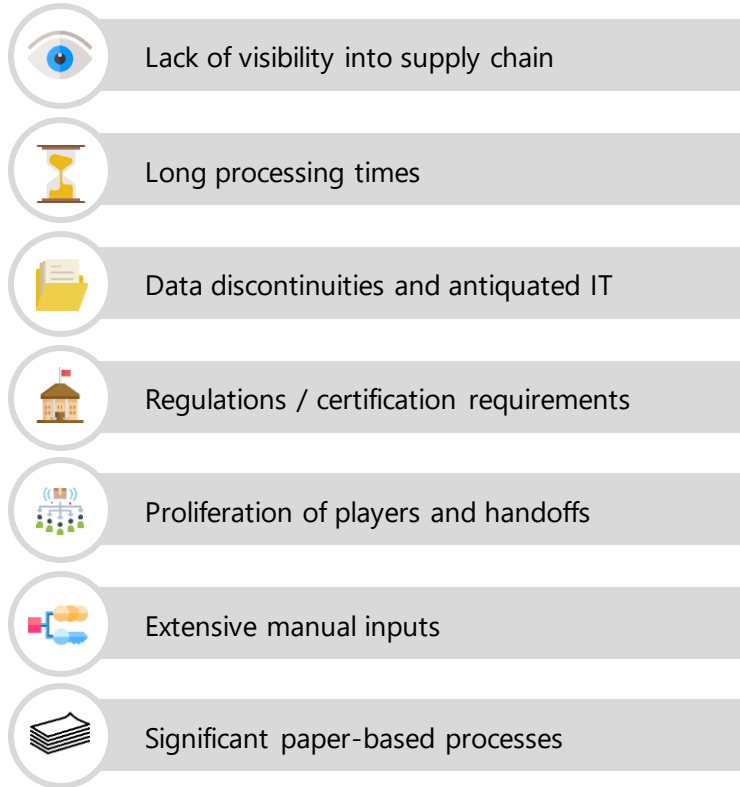 Lack of visibility into supply chain
Long processing times
Data discontinuities and antiquated IT
Regulations / certification requirements
Proliferation of players and handoffs
Extensive manual inputs
Significant paper-based processes